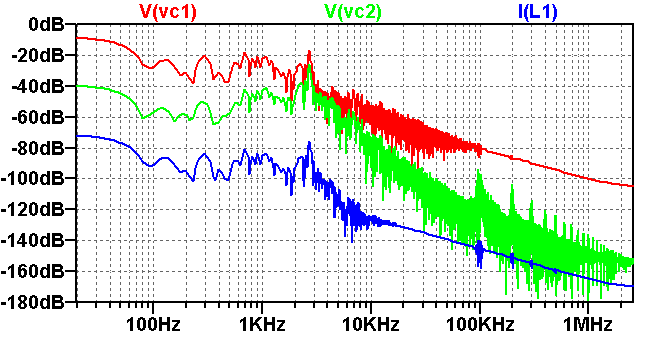 V(vc1) V(vc2) I(L1)
0dB
-20dB
-40dB
-60dB
-80dB
-100dB
-120dB
-140dB
-160dB
-180dB
100Hz 1KHz 10KHz 100KHz 1MHz